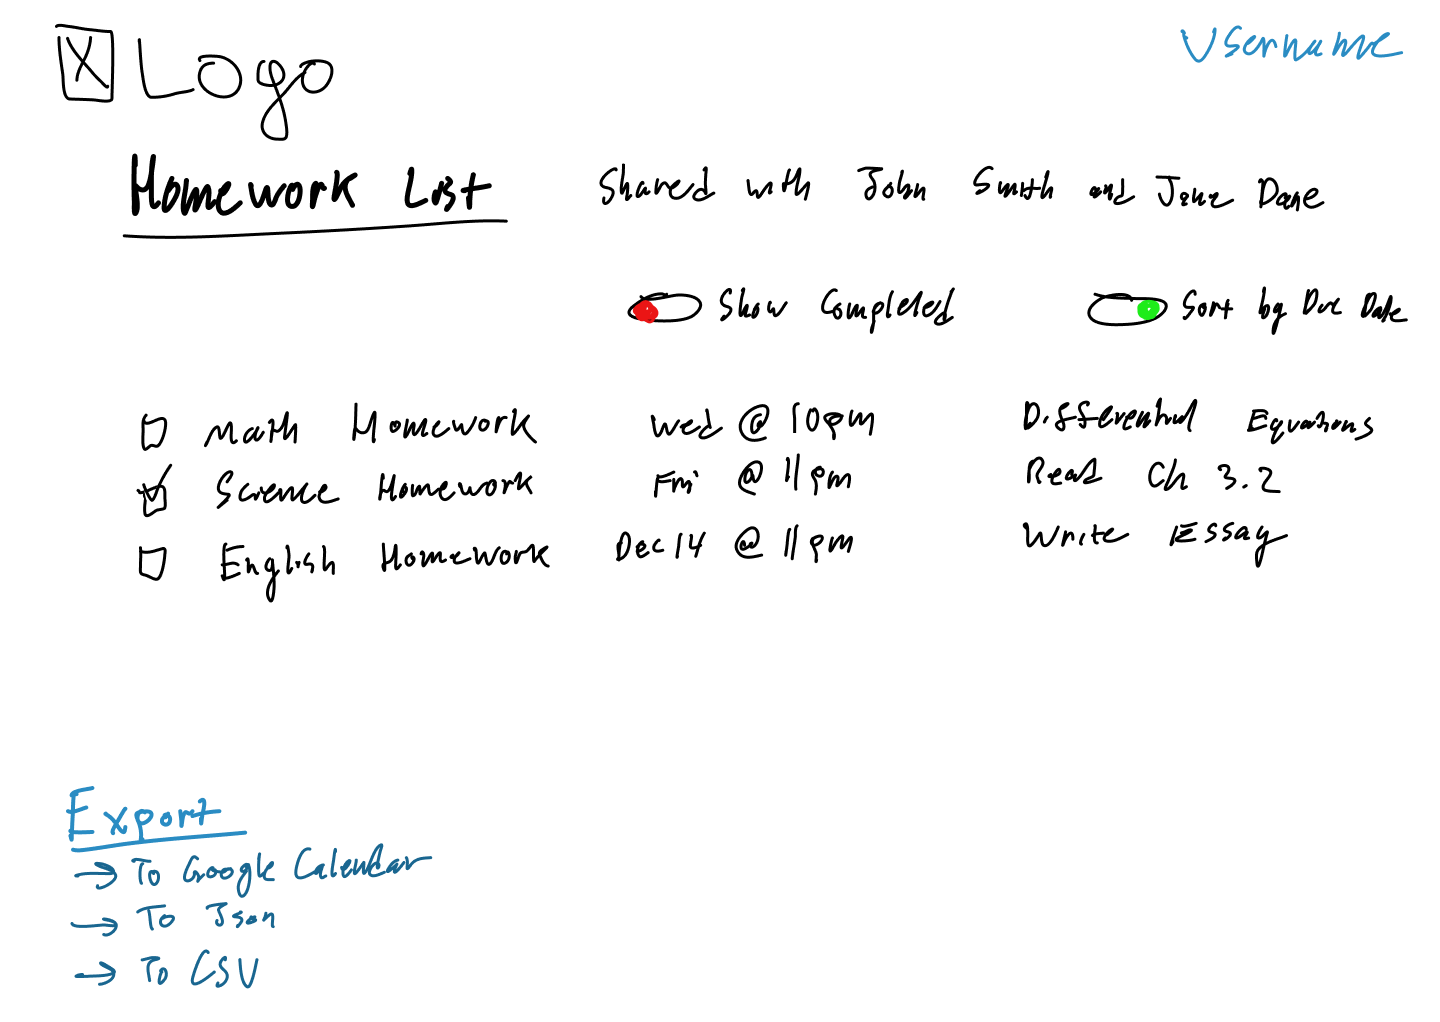 X Logo
Username
Homework List
Shared with John Smith and Jane Dane
Show Completed
Sort by Due Date
Math Homework Wed @ 10pm Differential Equations
Science Homework Fri @ 11pm Read Ch 3.2
English Homework Dec 14 @ 11pm Write Essay
Export
→ To Google Calendar
→ To Json
→ To CSV